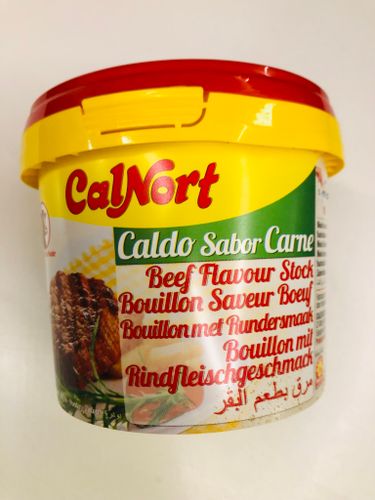 CalNort
Caldo Sabor Carne
Beef Flavour Stock
Bouillon Saveur Boeuf
Bouillon met Rundersmaak
Bouillon mit
Rindfleischgeschmack
مرق بطعم البقر